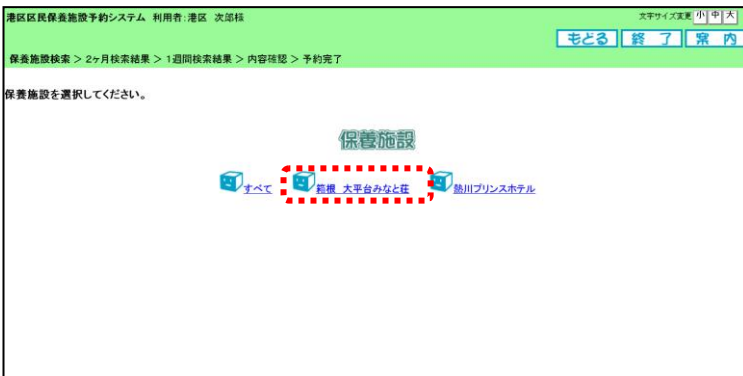 港区区民保養施設予約システム 利用者:港区 次郎様
文字サイズ変更 小 中 大
もどる 終 了 案 内
保養施設検索 > 2ヶ月検索結果 > 1週間検索結果 > 内容確認 > 予約完了
保養施設を選択してください。
保養施設
すべて 箱根 大平台みなと荘 熱川プリンスホテル